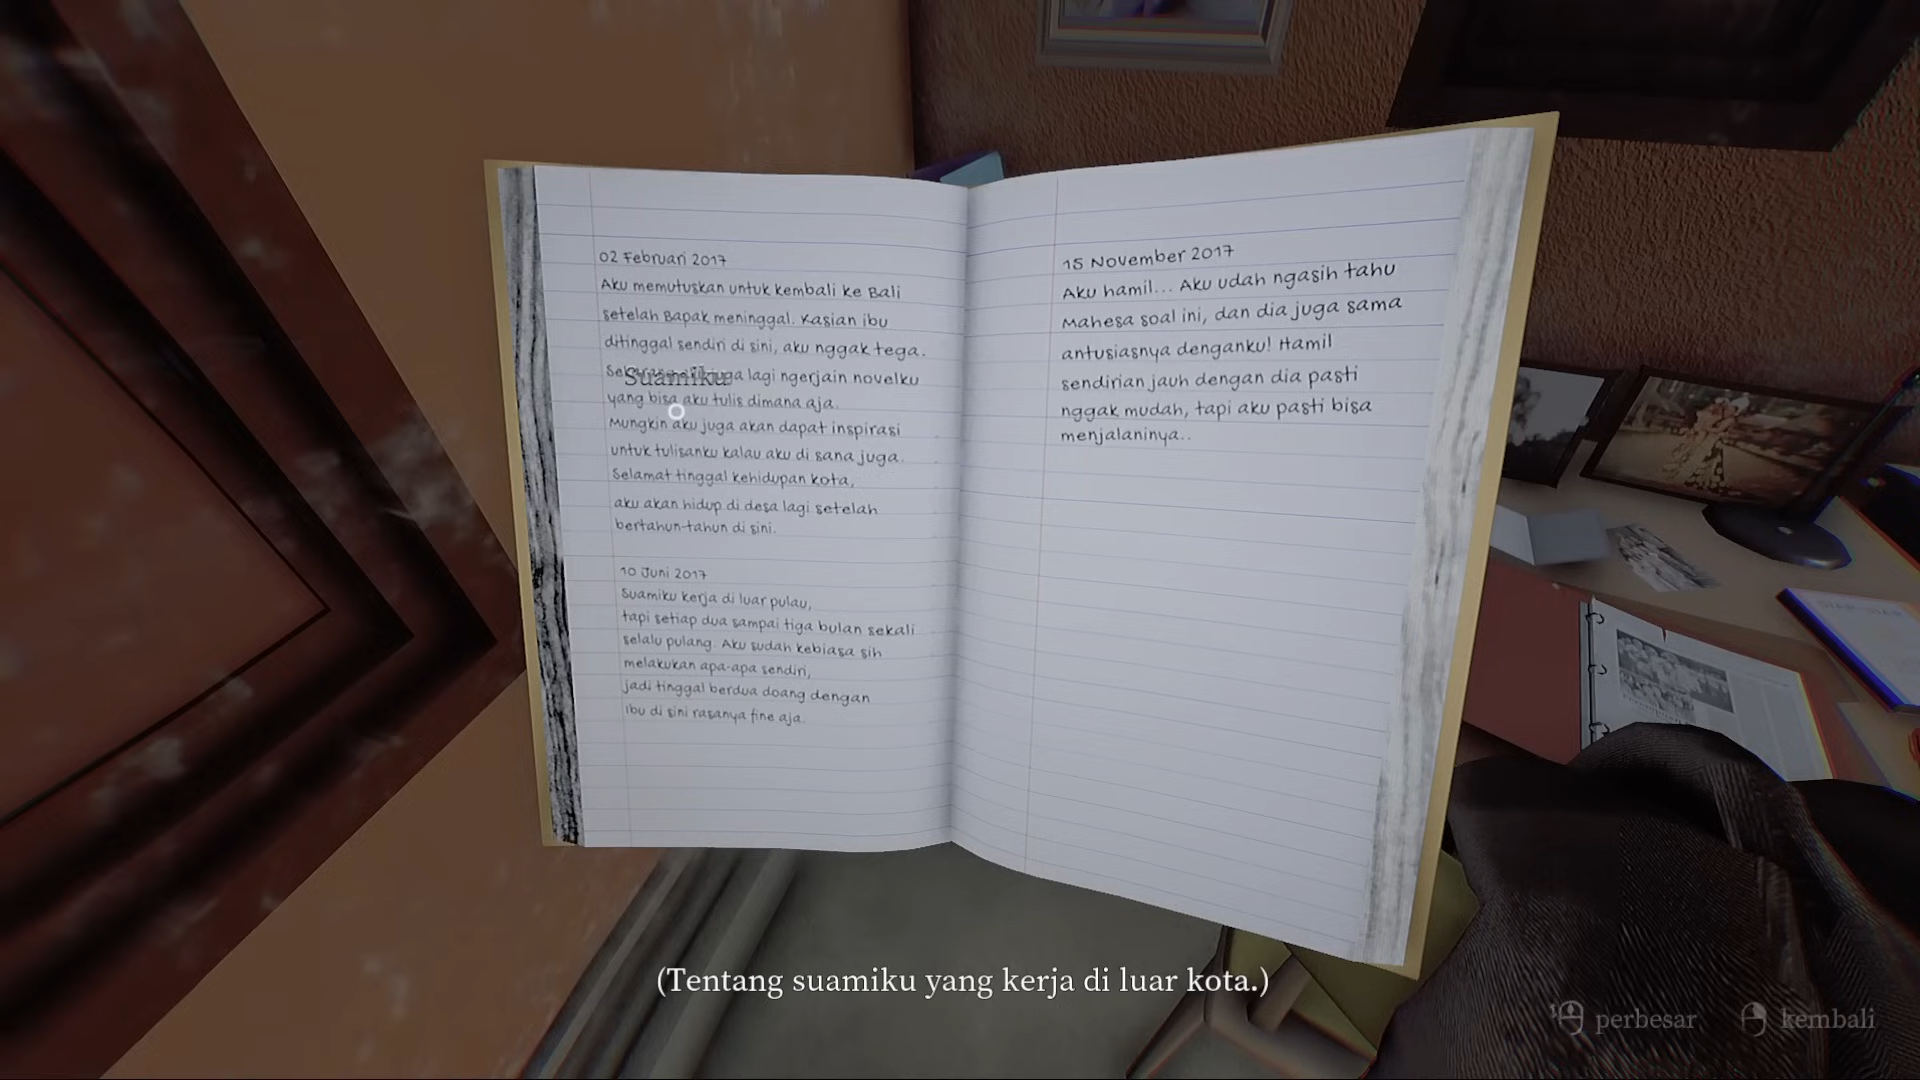 02 Februari 2017
Aku memutuskan untuk kembali ke Bali
setelah Bapak meninggal. Kasian ibu
ditinggal sendiri di sini, aku nggak tega.
Suamiku
lagi ngerjain novelku
yang bisa aku tulis dimana aja.
Mungkin aku juga akan dapat inspirasi
untuk tulisanku kalau aku di sana juga.
Selamat tinggal kehidupan kota,
aku akan hidup di desa lagi setelah
bertahun-tahun di sini.
10 Juni 2017
Suamiku kerja di luar pulau,
tapi setiap dua sampai tiga bulan sekali
selalu pulang. Aku sudah kebiasa sih
melakukan apa-apa sendiri,
jadi tinggal berdua doang dengan
Ibu di sini rasanya fine aja.
15 November 2017
Aku hamil... Aku udah ngasih tahu
Mahesa soal ini, dan dia juga sama
antusiasnya denganku! Hamil
sendirian jauh dengan dia pasti
nggak mudah, tapi aku pasti bisa
menjalaninya..
(Tentang suamiku yang kerja di luar kota.)
perbesar
kembali